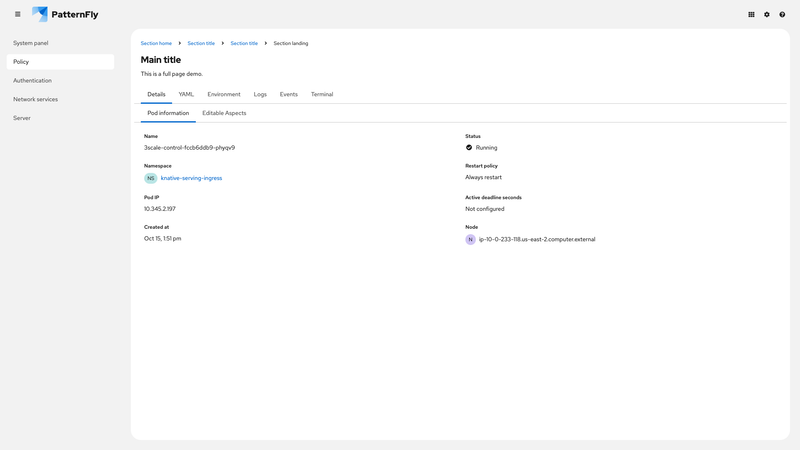 PatternFly
System panel
Policy
Authentication
Network services
Server
Section home Section title Section title Section landing
Main title
This is a full page demo.
Details YAML Environment Logs Events Terminal
Pod information Editable Aspects
Name
3scale-control-fccb6ddb9-phyqv9
Status
Running
Namespace
NS knative-serving-ingress
Restart policy
Always restart
Pod IP
10.345.2.197
Active deadline seconds
Not configured
Created at
Oct 15, 1:51 pm
Node
N ip-10-0-233-118.us-east-2.computer.external